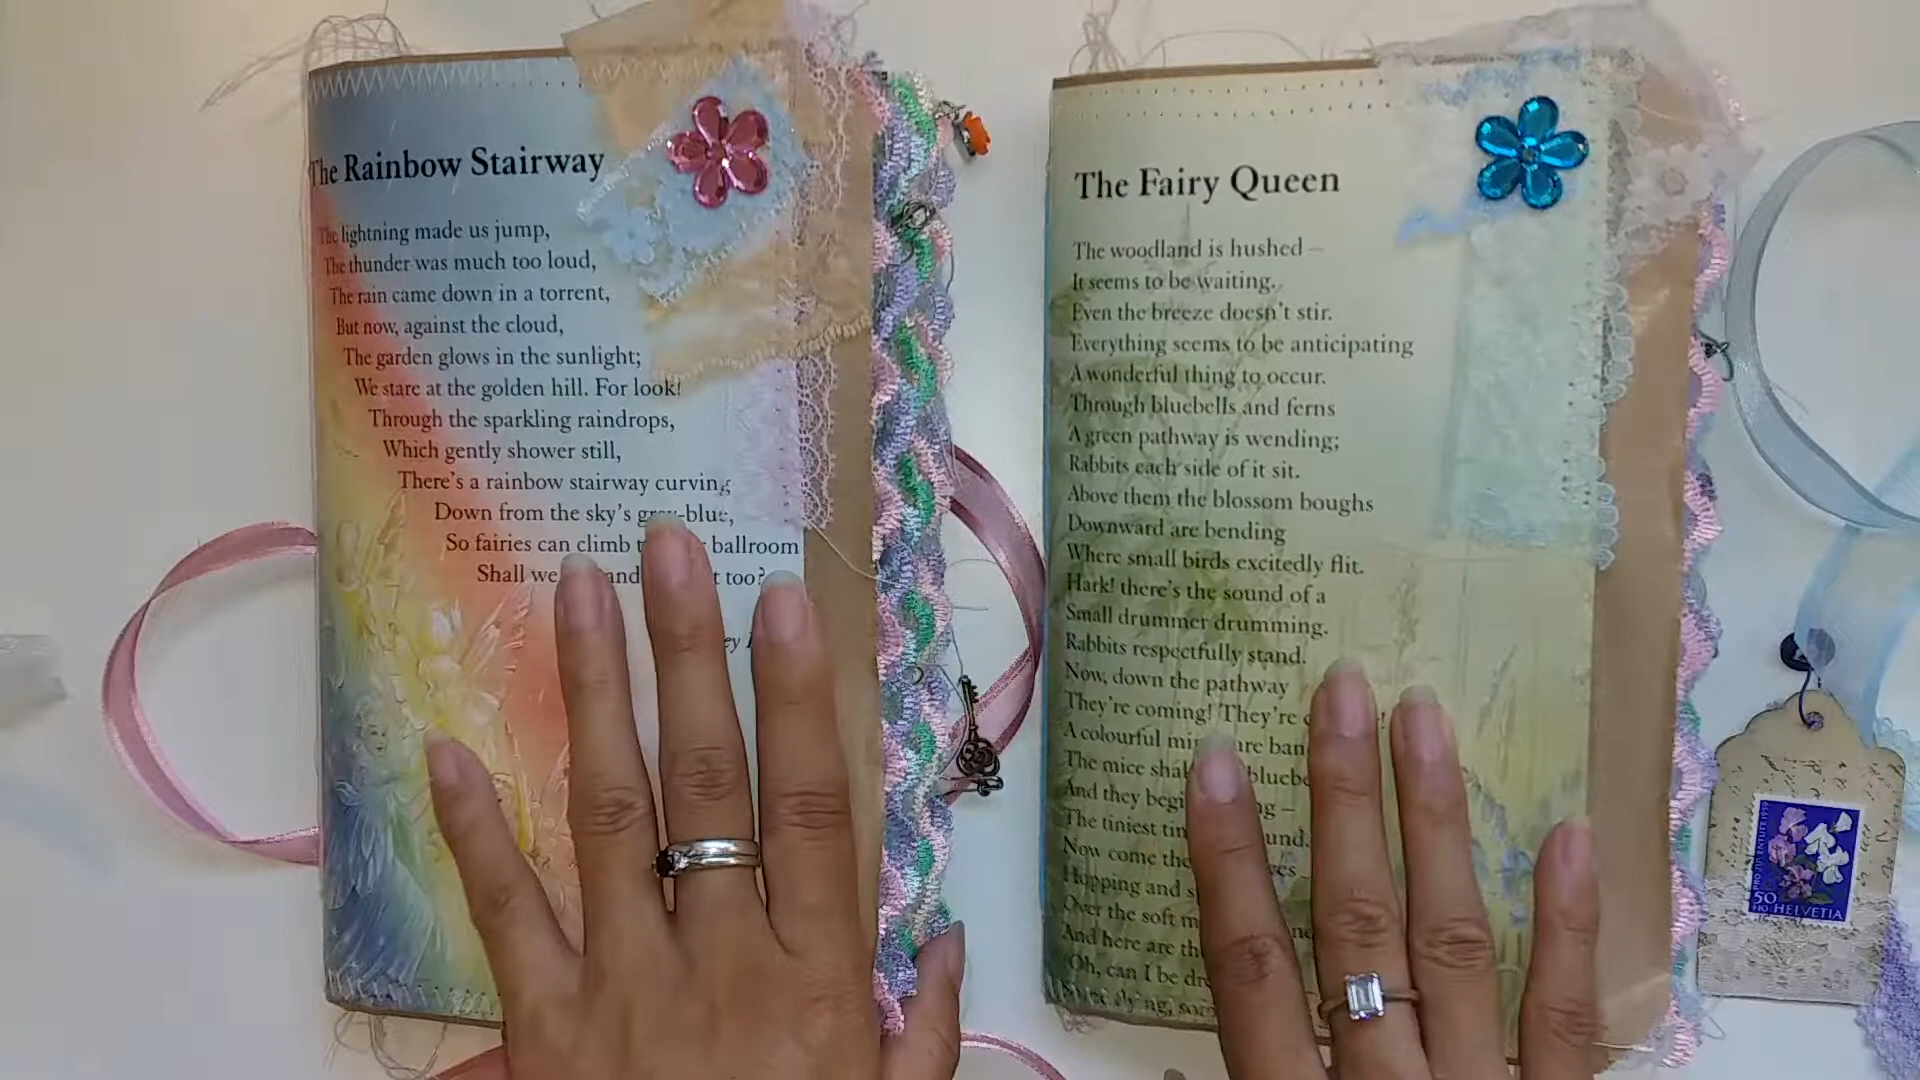 The Rainbow Stairway
The lightning made us jump,
The thunder was much too loud,
The rain came down in a torrent,
But now, against the cloud,
The garden glows in the sunlight;
We stare at the golden hill. For look!
Through the sparkling raindrops,
Which gently shower still,
There's a rainbow stairway curving
Down from the sky's grey-blue,
So fairies can climb ballroom
Shall we and too?
The Fairy Queen
The woodland is hushed –
It seems to be waiting.
Even the breeze doesn't stir.
Everything seems to be anticipating
A wonderful thing to occur.
Through bluebells and ferns
A green pathway is wending;
Rabbits each side of it sit.
Above them the blossom boughs
Downward are bending
Where small birds excitedly flit.
Hark! there's the sound of a
Small drummer drumming.
Rabbits respectfully stand.
Now, down the pathway
They're coming! They're
A colourful
The mice
And they
The tiniest
Now come the
Hopping and
Over the soft
And here are
Oh, can I be
PRO JUVENTUTE 1959
50
+10 HELVETIA